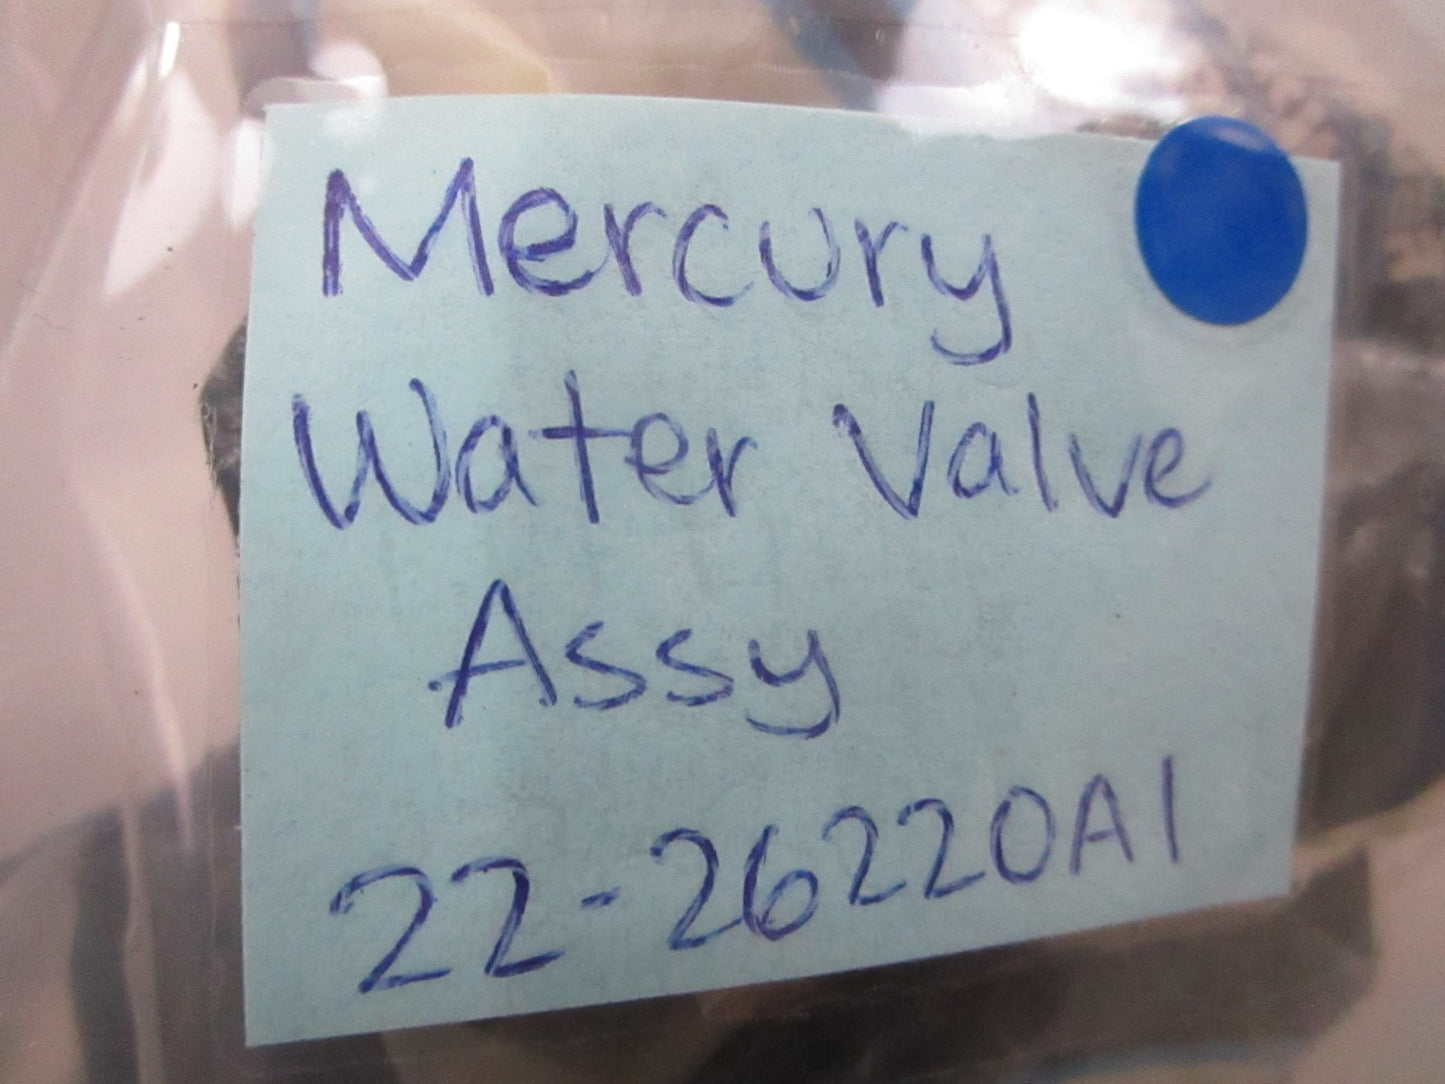 Mercury
Water Valve
Assy
22-26220A1